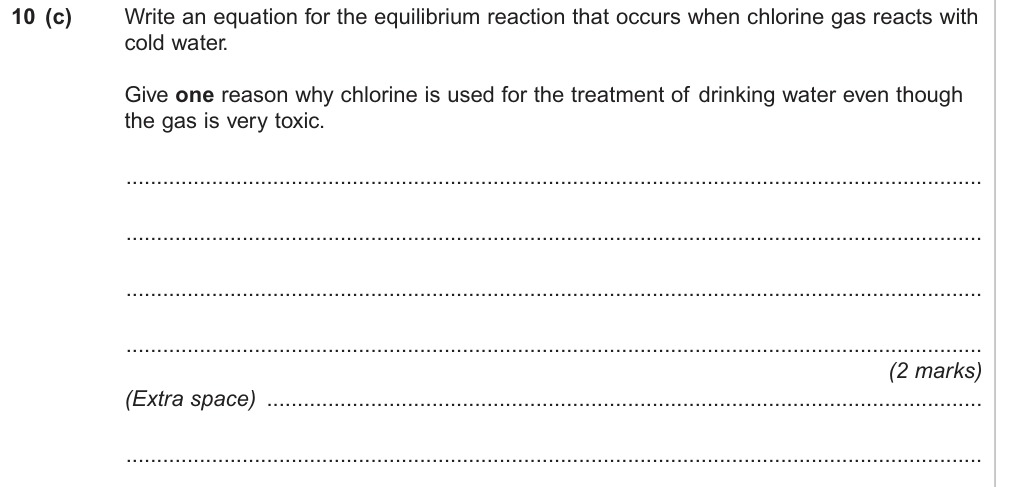 10 (c) Write an equation for the equilibrium reaction that occurs when chlorine gas reacts with
cold water.
Give one reason why chlorine is used for the treatment of drinking water even though
the gas is very toxic.
(2 marks)
(Extra space)